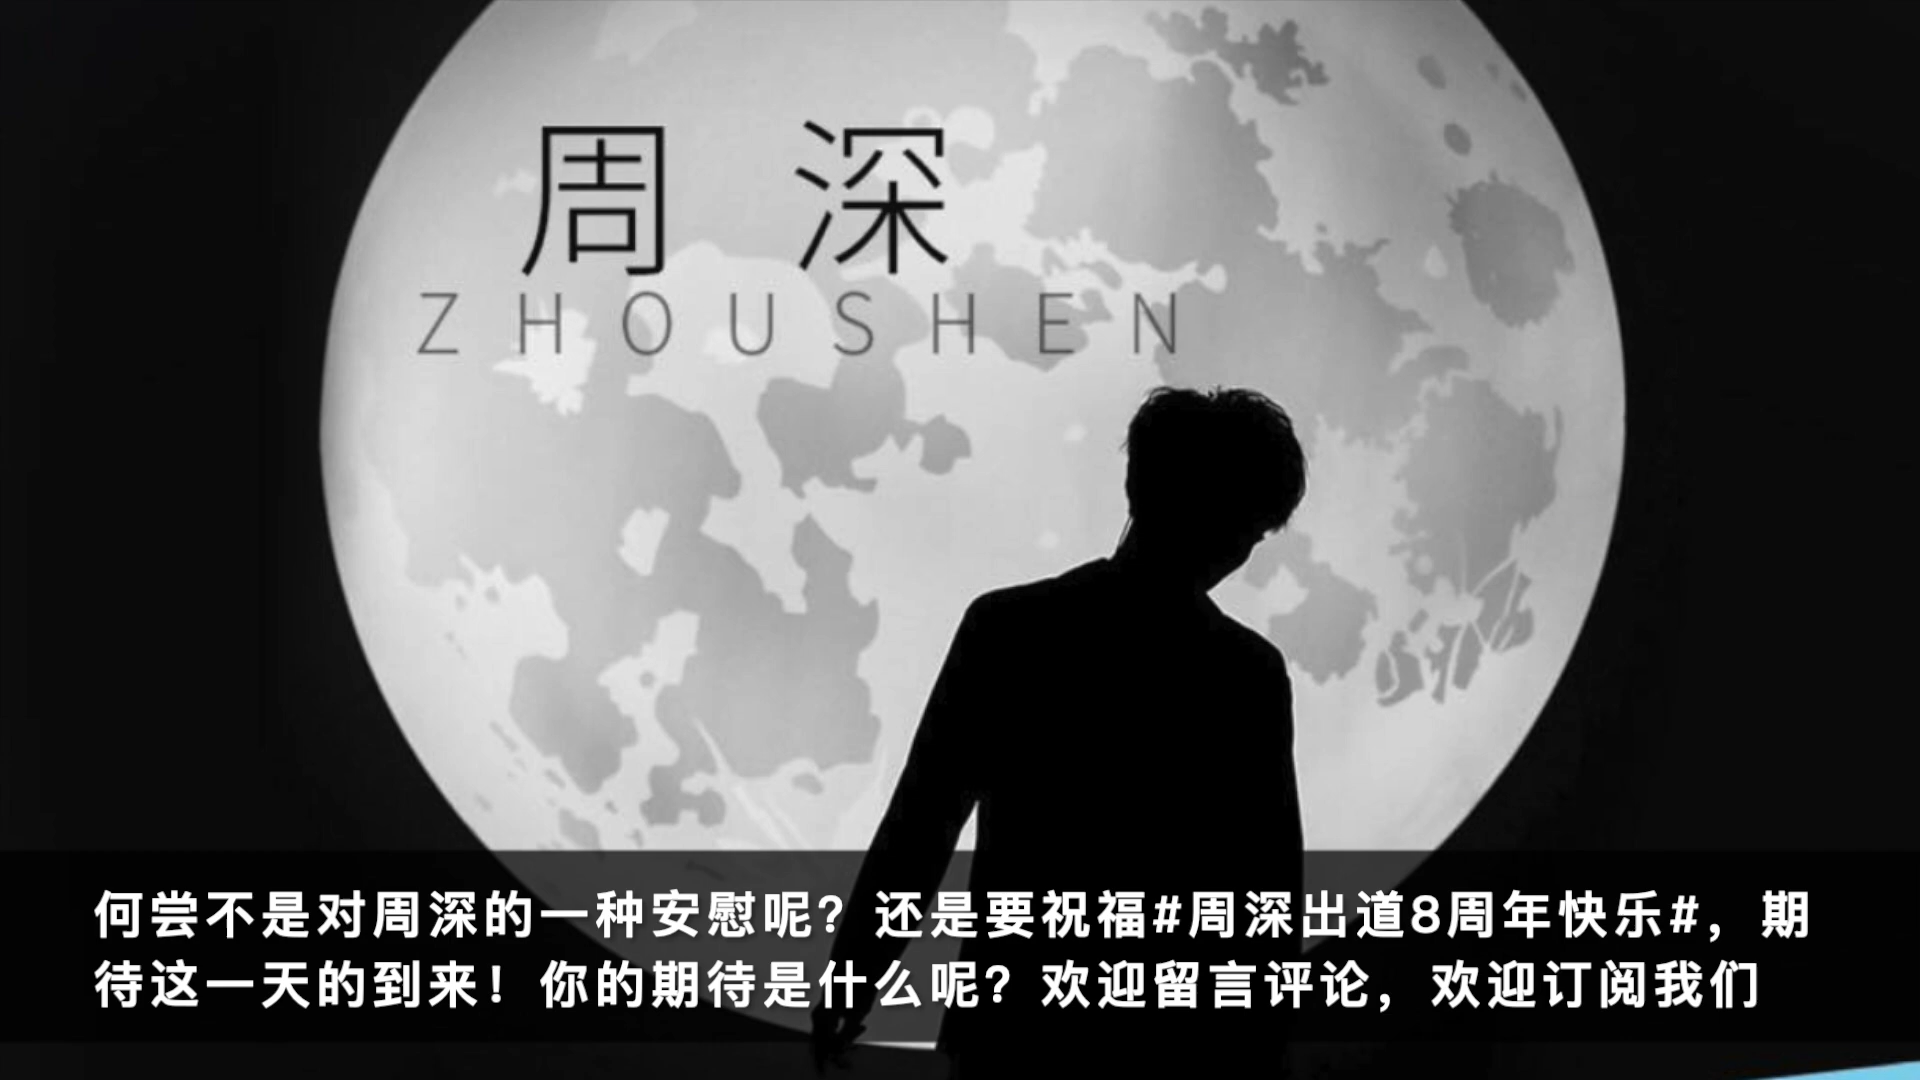 周深
ZHOUSHEN
何尝不是对周深的一种安慰呢？还是要祝福#周深出道8周年快乐#，期
待这一天的到来！你的期待是什么呢？欢迎留言评论，欢迎订阅我们